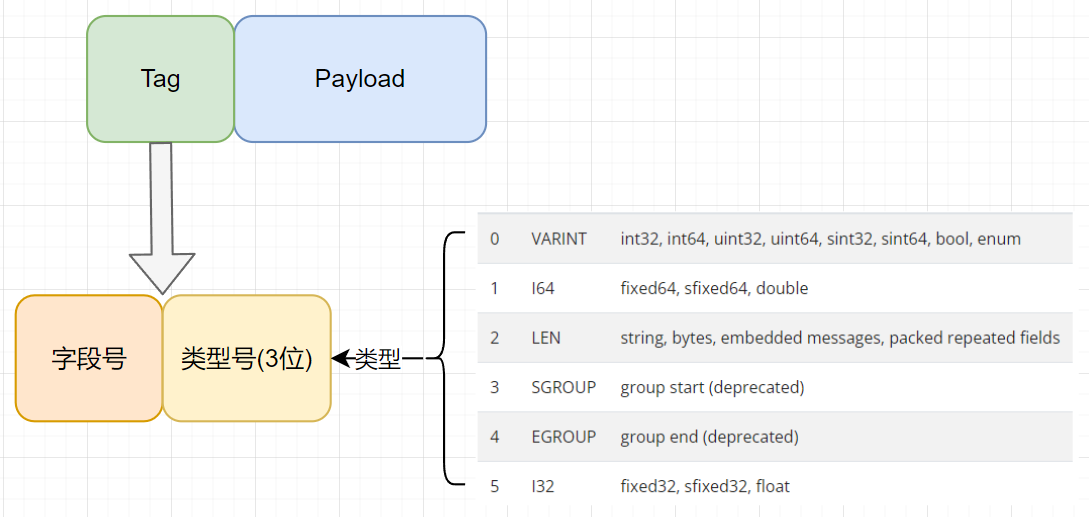 Tag
Payload
字段号
类型号(3位)
类型
0 VARINT int32, int64, uint32, uint64, sint32, sint64, bool, enum
1 I64 fixed64, sfixed64, double
2 LEN string, bytes, embedded messages, packed repeated fields
3 SGROUP group start (deprecated)
4 EGROUP group end (deprecated)
5 I32 fixed32, sfixed32, float